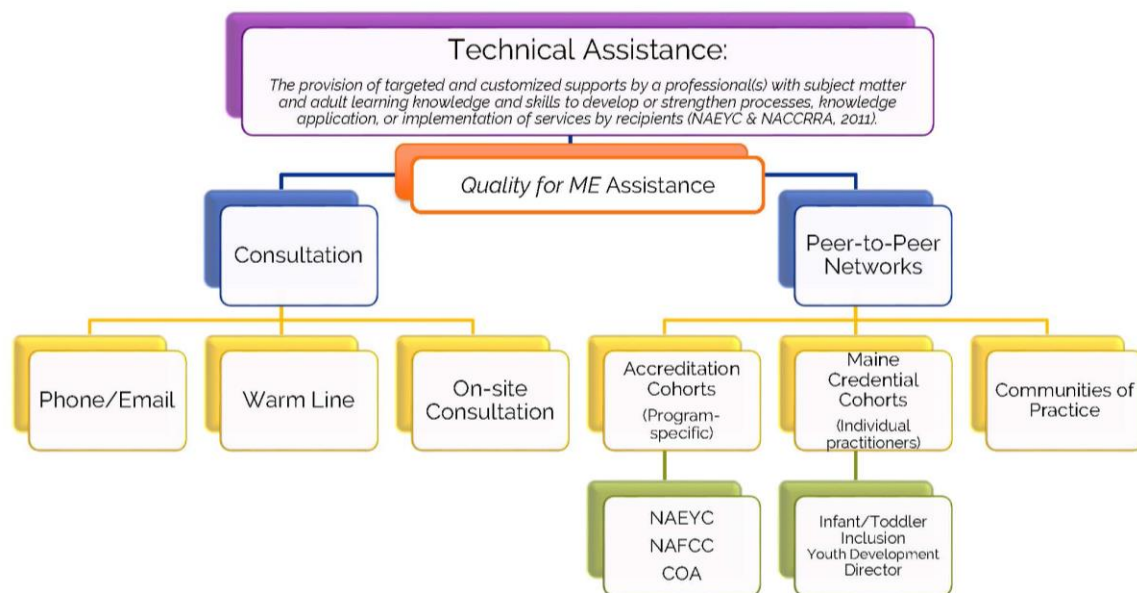 Technical Assistance:
The provision of targeted and customized supports by a professional(s) with subject matter
and adult learning knowledge and skills to develop or strengthen processes, knowledge
application, or implementation of services by recipients (NAEYC & NACCRRA, 2011).
Quality for ME Assistance
Consultation
Peer-to-Peer
Networks
Phone/Email
Warm Line
On-site
Consultation
Accreditation
Cohorts
(Program-
specific)
Maine
Credential
Cohorts
(Individual
practitioners)
Communities of
Practice
NAEYC
NAFCC
COA
Infant/Toddler
Inclusion
Youth Development
Director